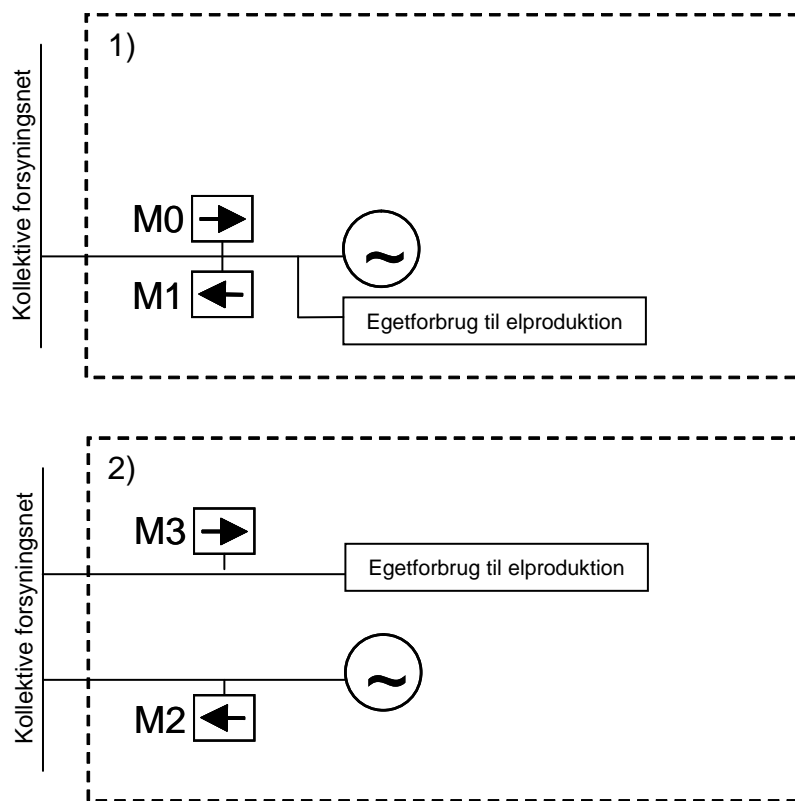 1)
Kollektive forsyningsnet
M0
M1
~
Egetforbrug til elproduktion
2)
Kollektive forsyningsnet
M3
Egetforbrug til elproduktion
~
M2